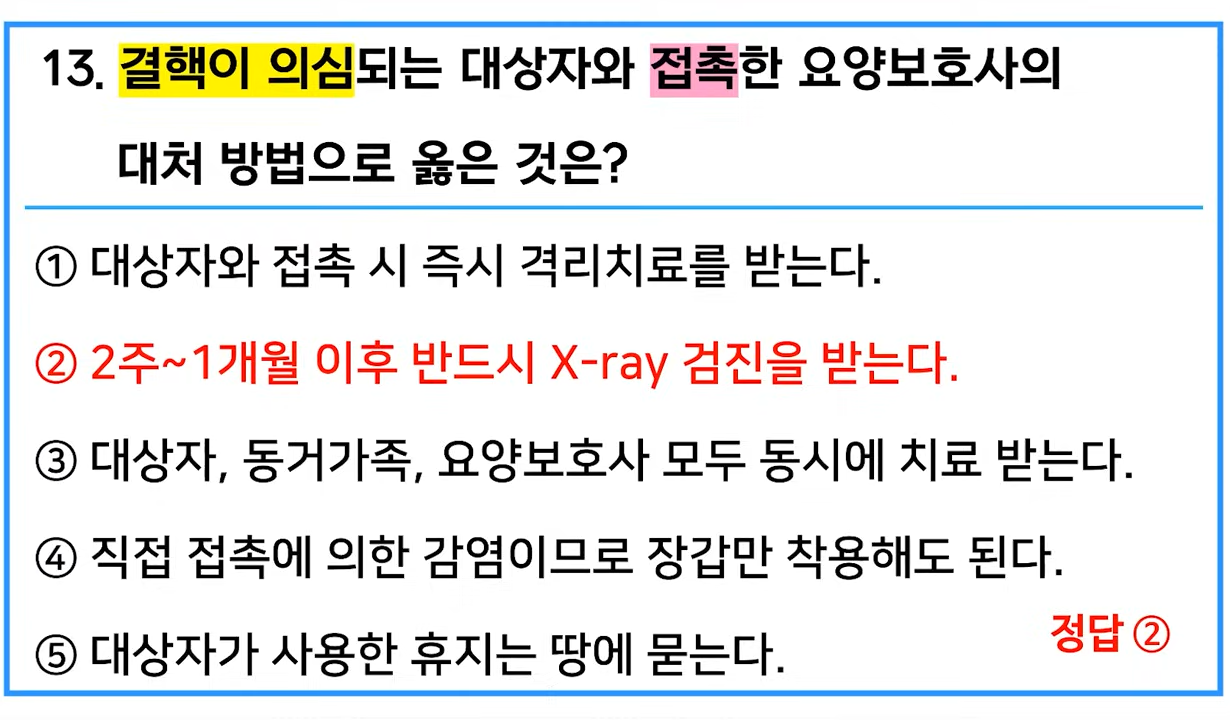 13. 결핵이 의심되는 대상자와 접촉한 요양보호사의
대처 방법으로 옳은 것은?
① 대상자와 접촉 시 즉시 격리치료를 받는다.
② 2주~1개월 이후 반드시 X-ray 검진을 받는다.
③ 대상자, 동거가족, 요양보호사 모두 동시에 치료 받는다.
④ 직접 접촉에 의한 감염이므로 장갑만 착용해도 된다.
⑤ 대상자가 사용한 휴지는 땅에 묻는다.
정답 ②